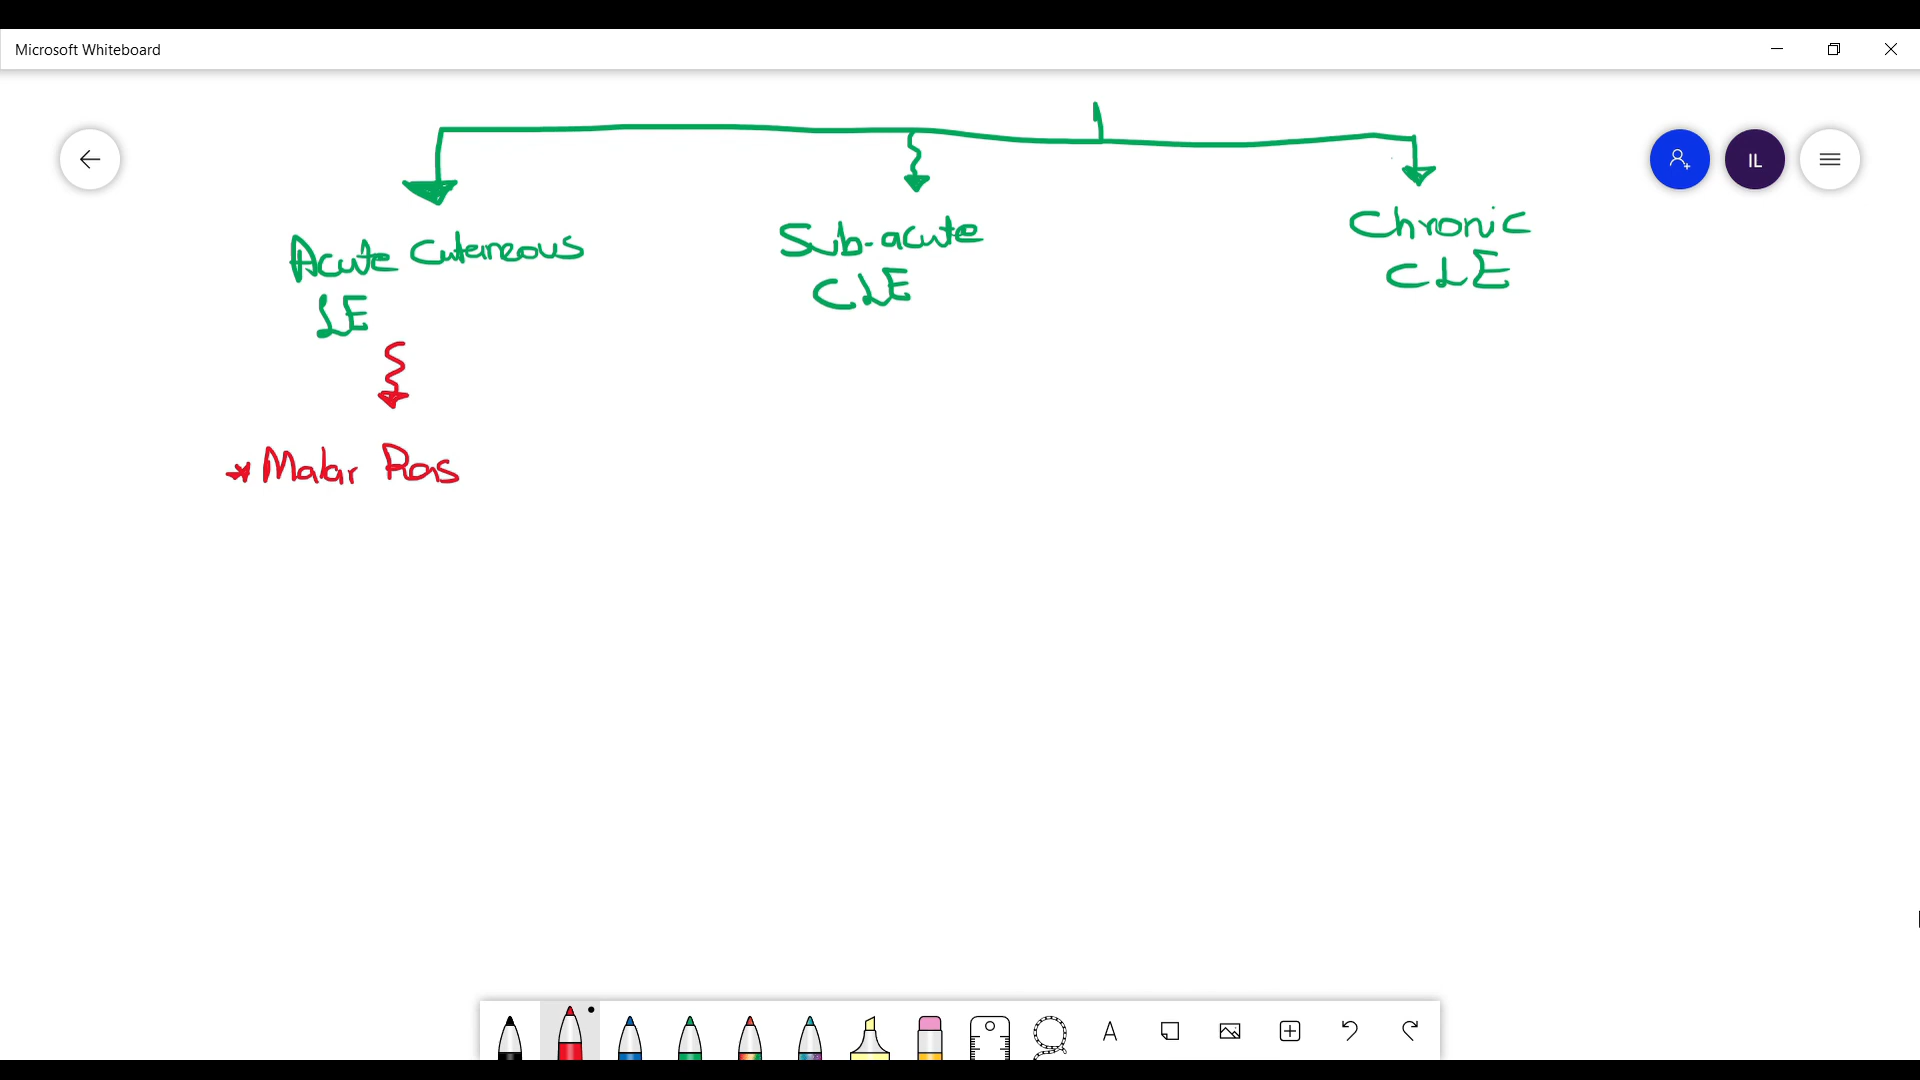 Microsoft Whiteboard
IL
Acute Cutaneous
LE
Sub-acute
CLE
Chronic
CLE
* Malar Ras
A